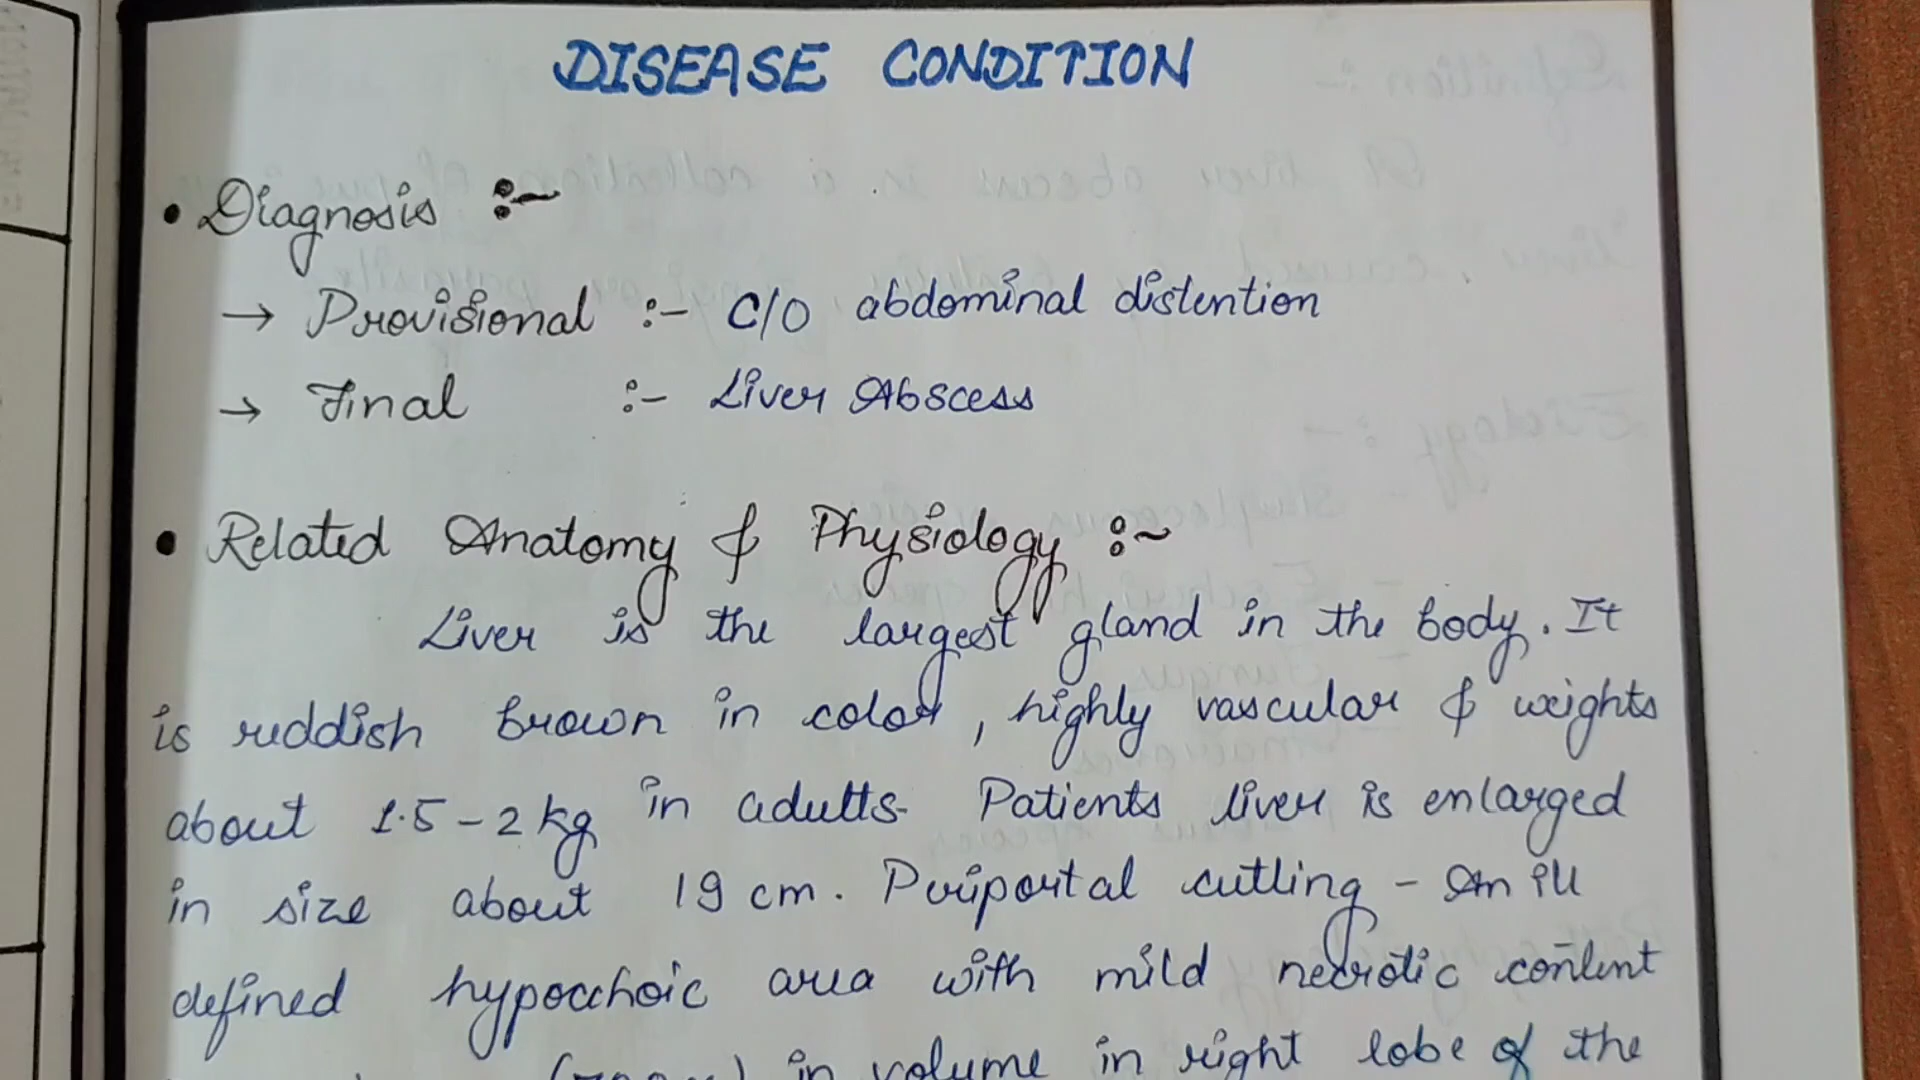 DISEASE CONDITION
• Diagnosis :-
→ Provisional :- C/O abdominal distention
→ Final :- Liver Abscess
• Related Anatomy & Physiology :~
Liver is the largest gland in the body. It
is reddish brown in color, highly vascular & weights
about 1.5 - 2 kg in adults. Patients liver is enlarged
in size about 19 cm. Periportal cutling - An ill
defined hypoechoic area with mild necrotic content
in volume in right lobe of the